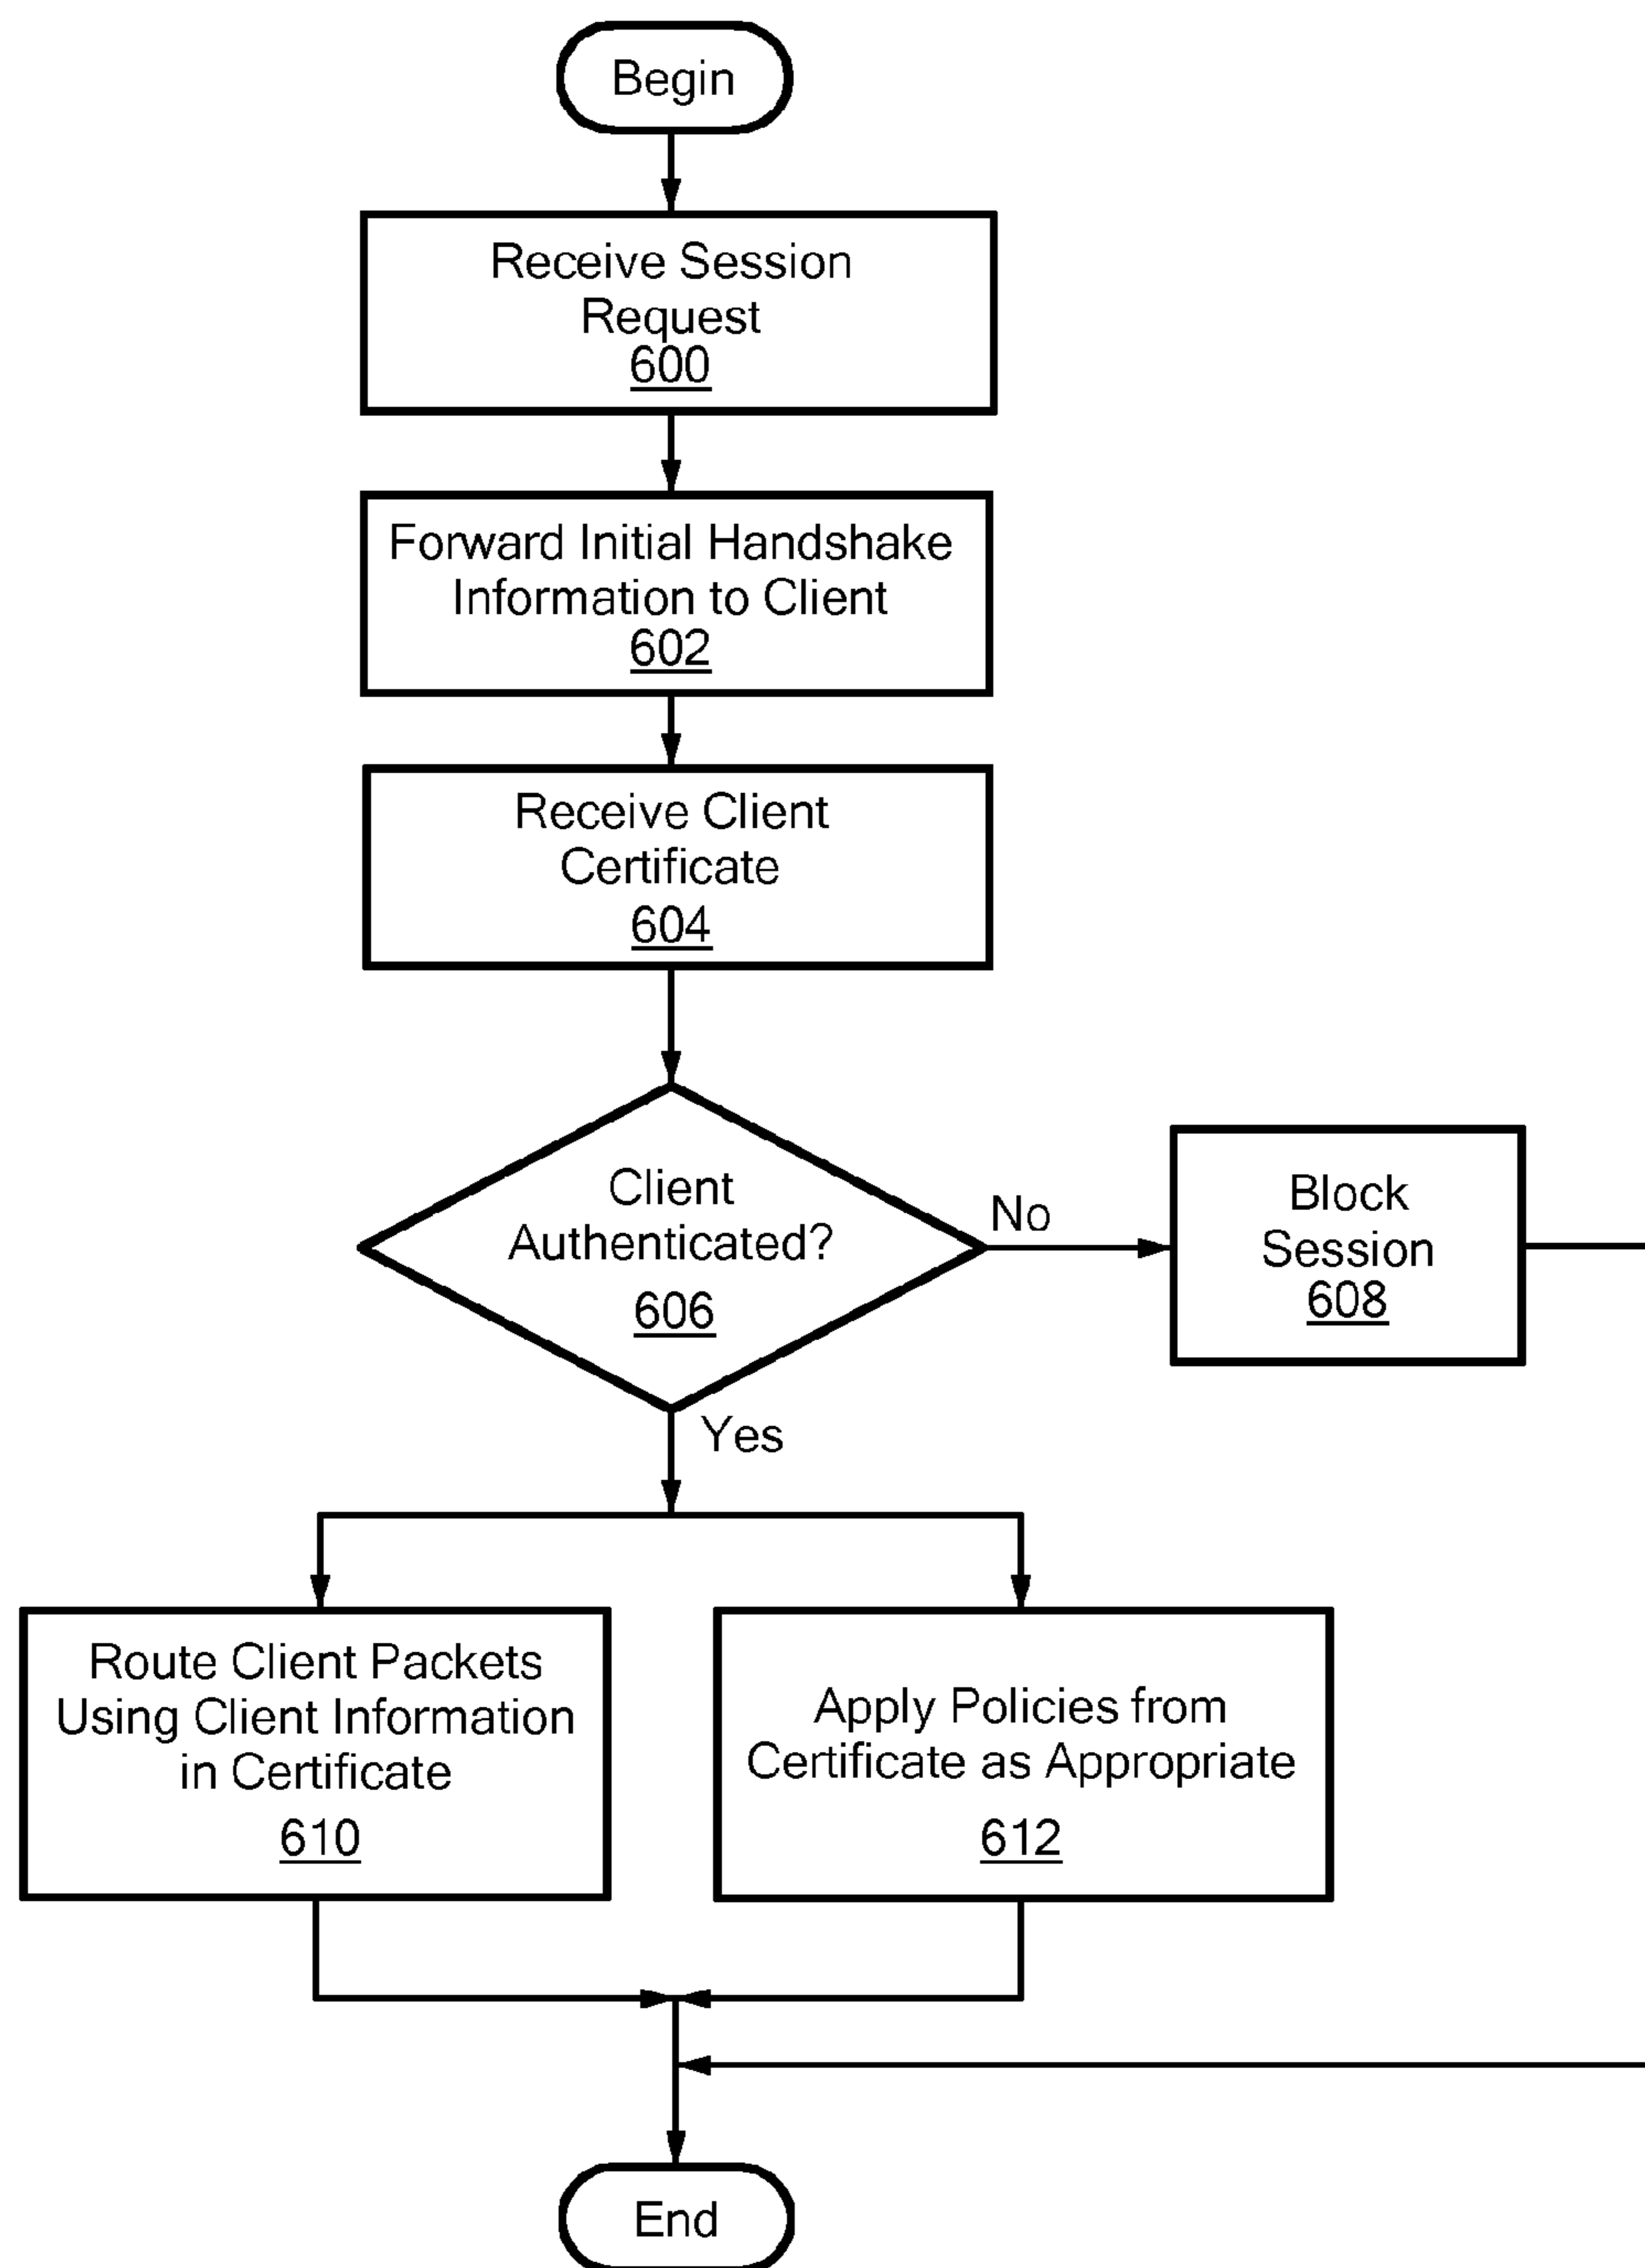 Begin
Receive Session
Request
600
Forward Initial Handshake
Information to Client
602
Receive Client
Certificate
604
Client
Authenticated?
606
No
Block
Session
608
Yes
Route Client Packets
Using Client Information
in Certificate
610
Apply Policies from
Certificate as Appropriate
612
End